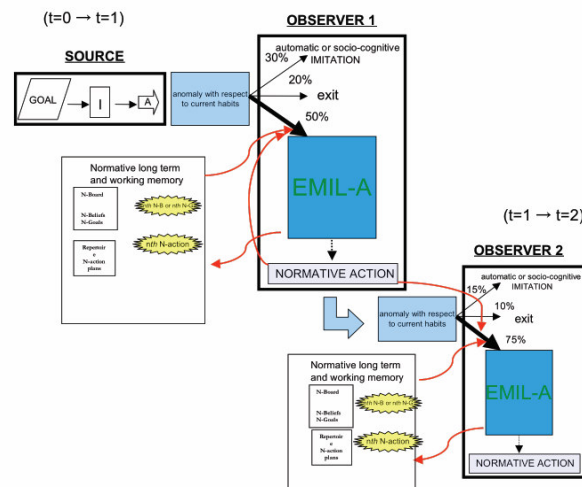 (t=0 → t=1)
OBSERVER 1
SOURCE
GOAL
I
A
anomaly with respect
to current habits
30%
automatic or socio-cognitive
IMITATION
20%
exit
50%
EMIL-A
NORMATIVE ACTION
Normative long term
and working memory
N-Board
N-Beliefs
N-Goals
nth N-B or nth N-G
Repertoir
e
N-action
plans
nth N-action
(t=1 → t=2)
OBSERVER 2
anomaly with respect
to current habits
15%
automatic or socio-cognitive
IMITATION
10%
exit
75%
EMIL-A
NORMATIVE ACTION
Normative long term
and working memory
N-Board
N-Beliefs
N-Goals
nth N-B or nth N-G
Repertoir
e
N-action
plans
nth N-action